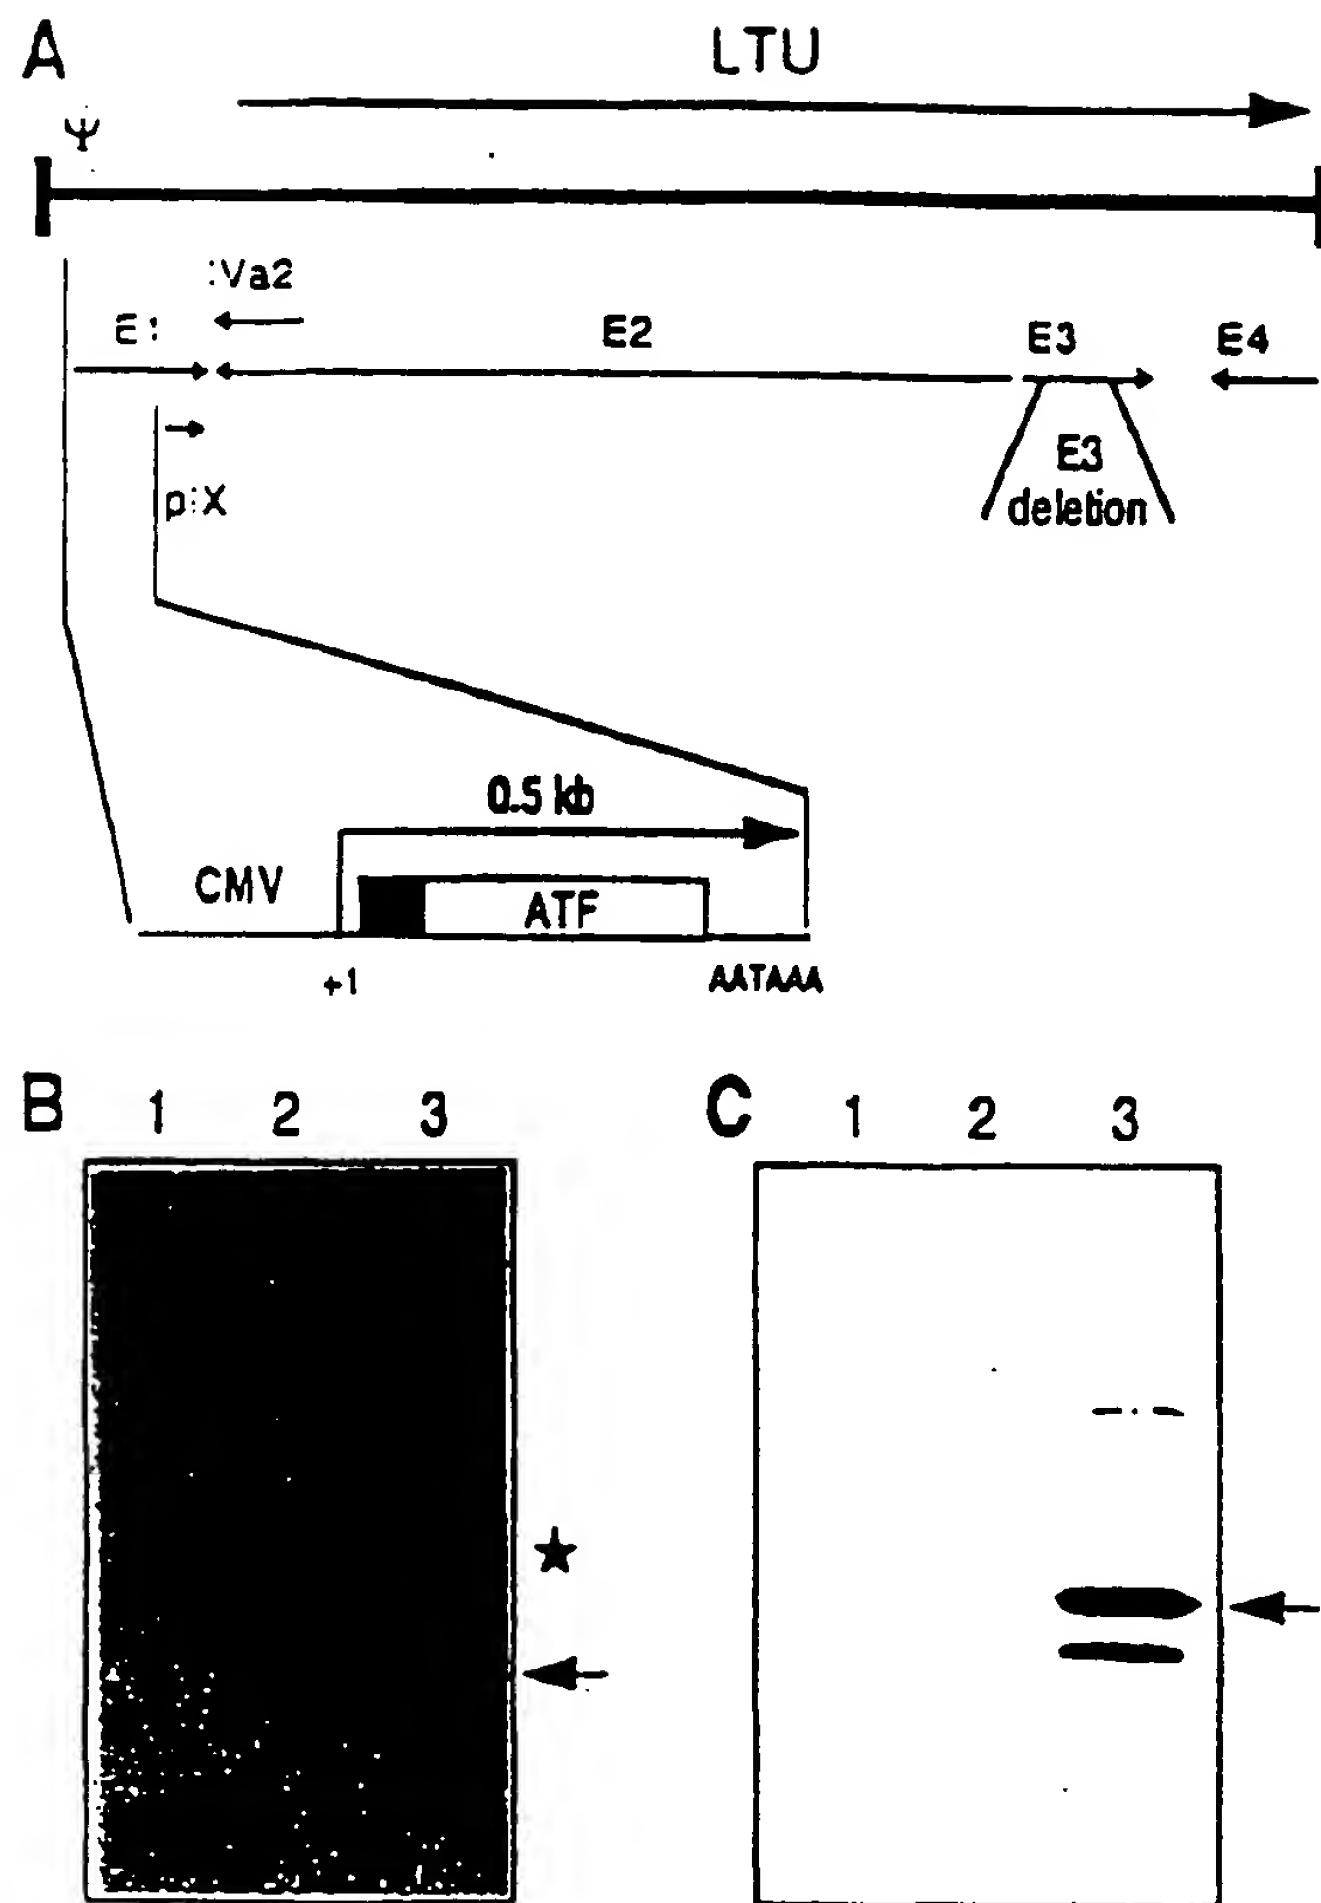 A
LTU
Ψ
:Va2
E:
E2
E3
E4
p:X
E3
deletion
0.5 kb
CMV
ATF
+1
AATAAA
B 1 2 3
C 1 2 3